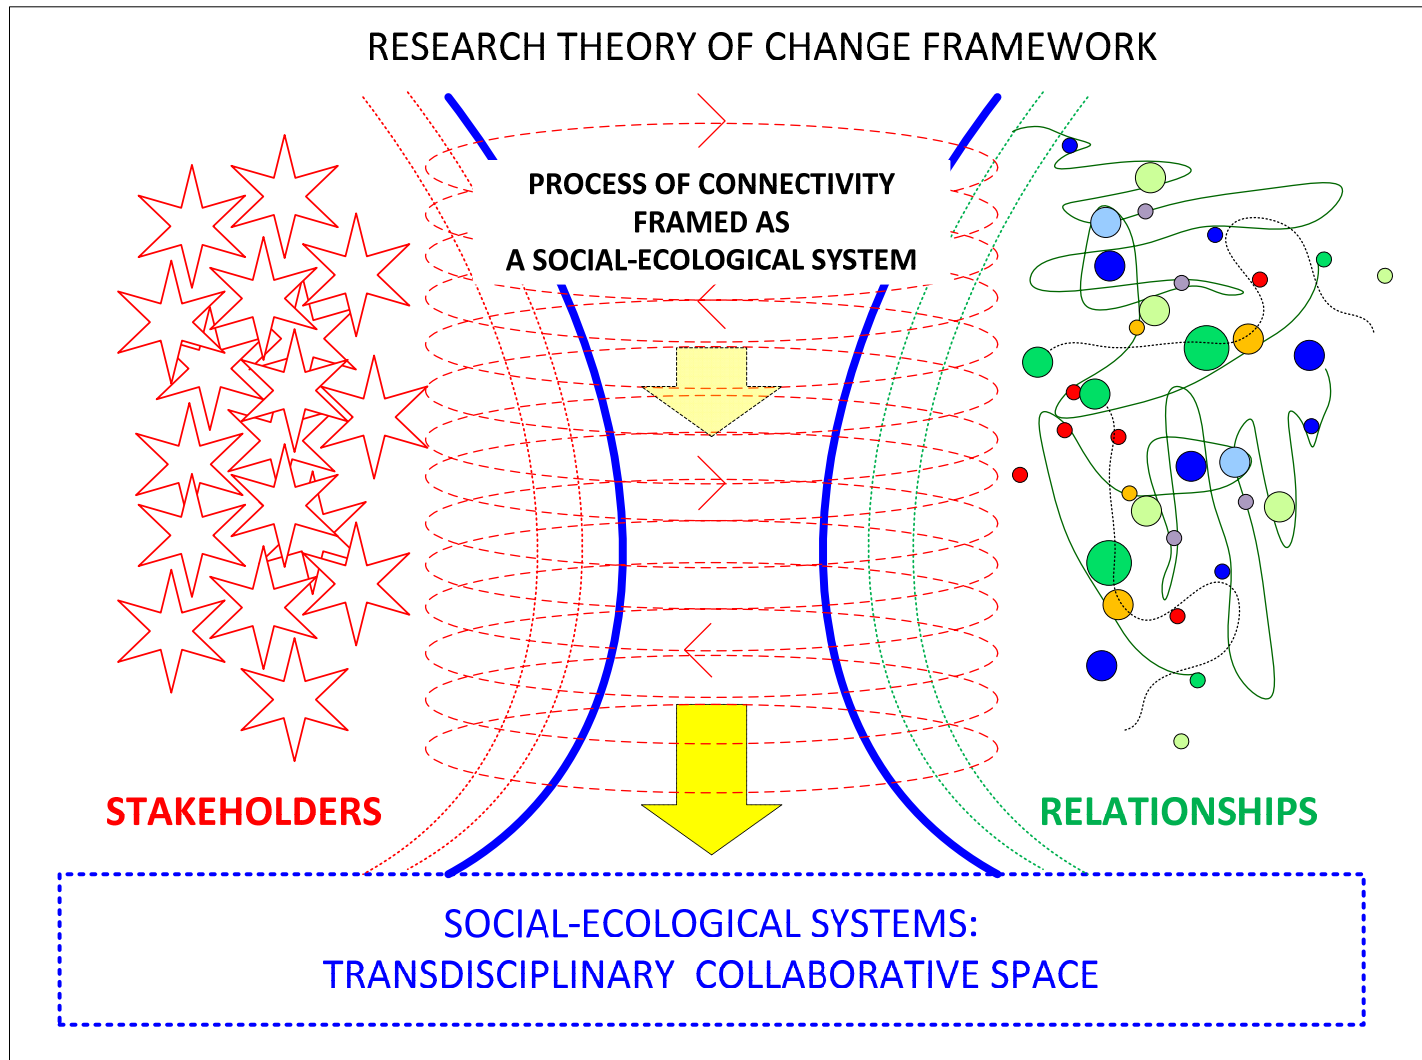 RESEARCH THEORY OF CHANGE FRAMEWORK
PROCESS OF CONNECTIVITY
FRAMED AS
A SOCIAL-ECOLOGICAL SYSTEM
STAKEHOLDERS
RELATIONSHIPS
SOCIAL-ECOLOGICAL SYSTEMS:
TRANSDISCIPLINARY COLLABORATIVE SPACE